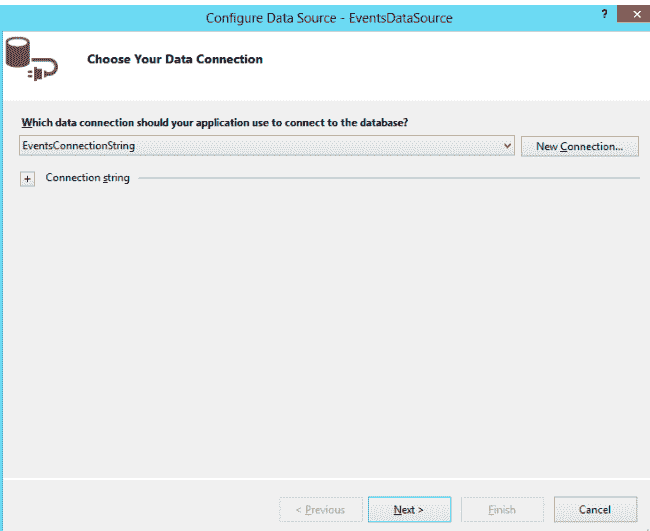 Configure Data Source - EventsDataSource
? ×
Choose Your Data Connection
Which data connection should your application use to connect to the database?
EventsConnectionString
New Connection...
+ Connection string
< Previous
Next >
Finish
Cancel